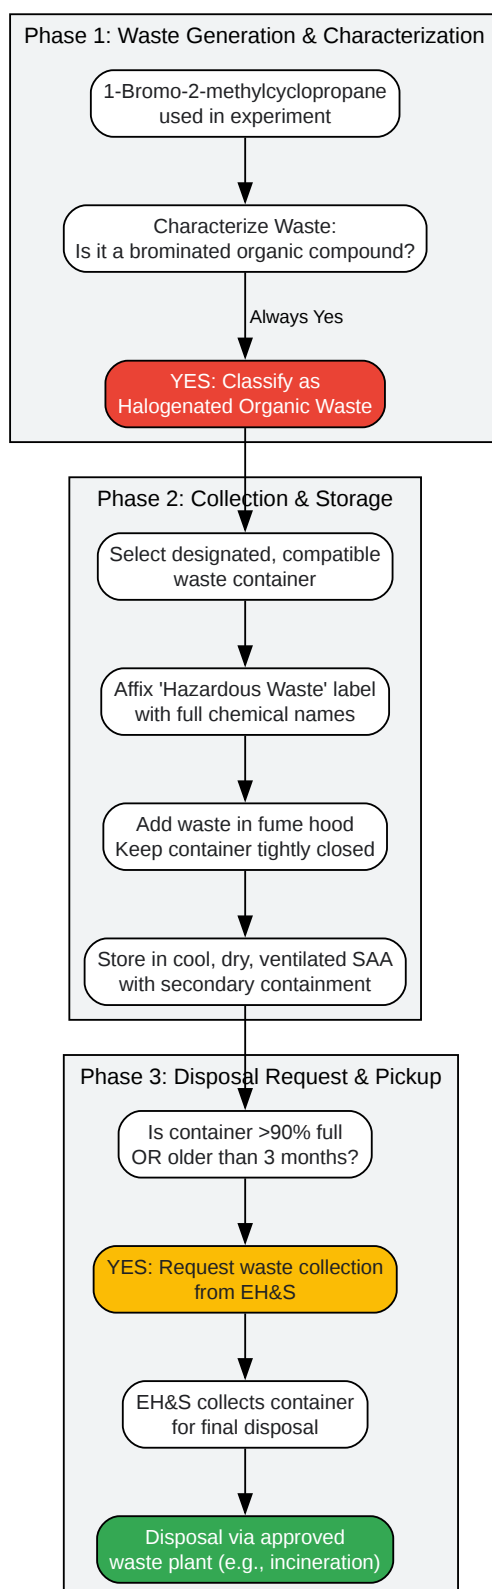 Phase 1: Waste Generation & Characterization
1-Bromo-2-methylcyclopropane
used in experiment
Characterize Waste:
Is it a brominated organic compound?
Always Yes
YES: Classify as
Halogenated Organic Waste
Phase 2: Collection & Storage
Select designated, compatible
waste container
Affix 'Hazardous Waste' label
with full chemical names
Add waste in fume hood
Keep container tightly closed
Store in cool, dry, ventilated SAA
with secondary containment
Phase 3: Disposal Request & Pickup
Is container >90% full
OR older than 3 months?
YES: Request waste collection
from EH&S
EH&S collects container
for final disposal
Disposal via approved
waste plant (e.g., incineration)